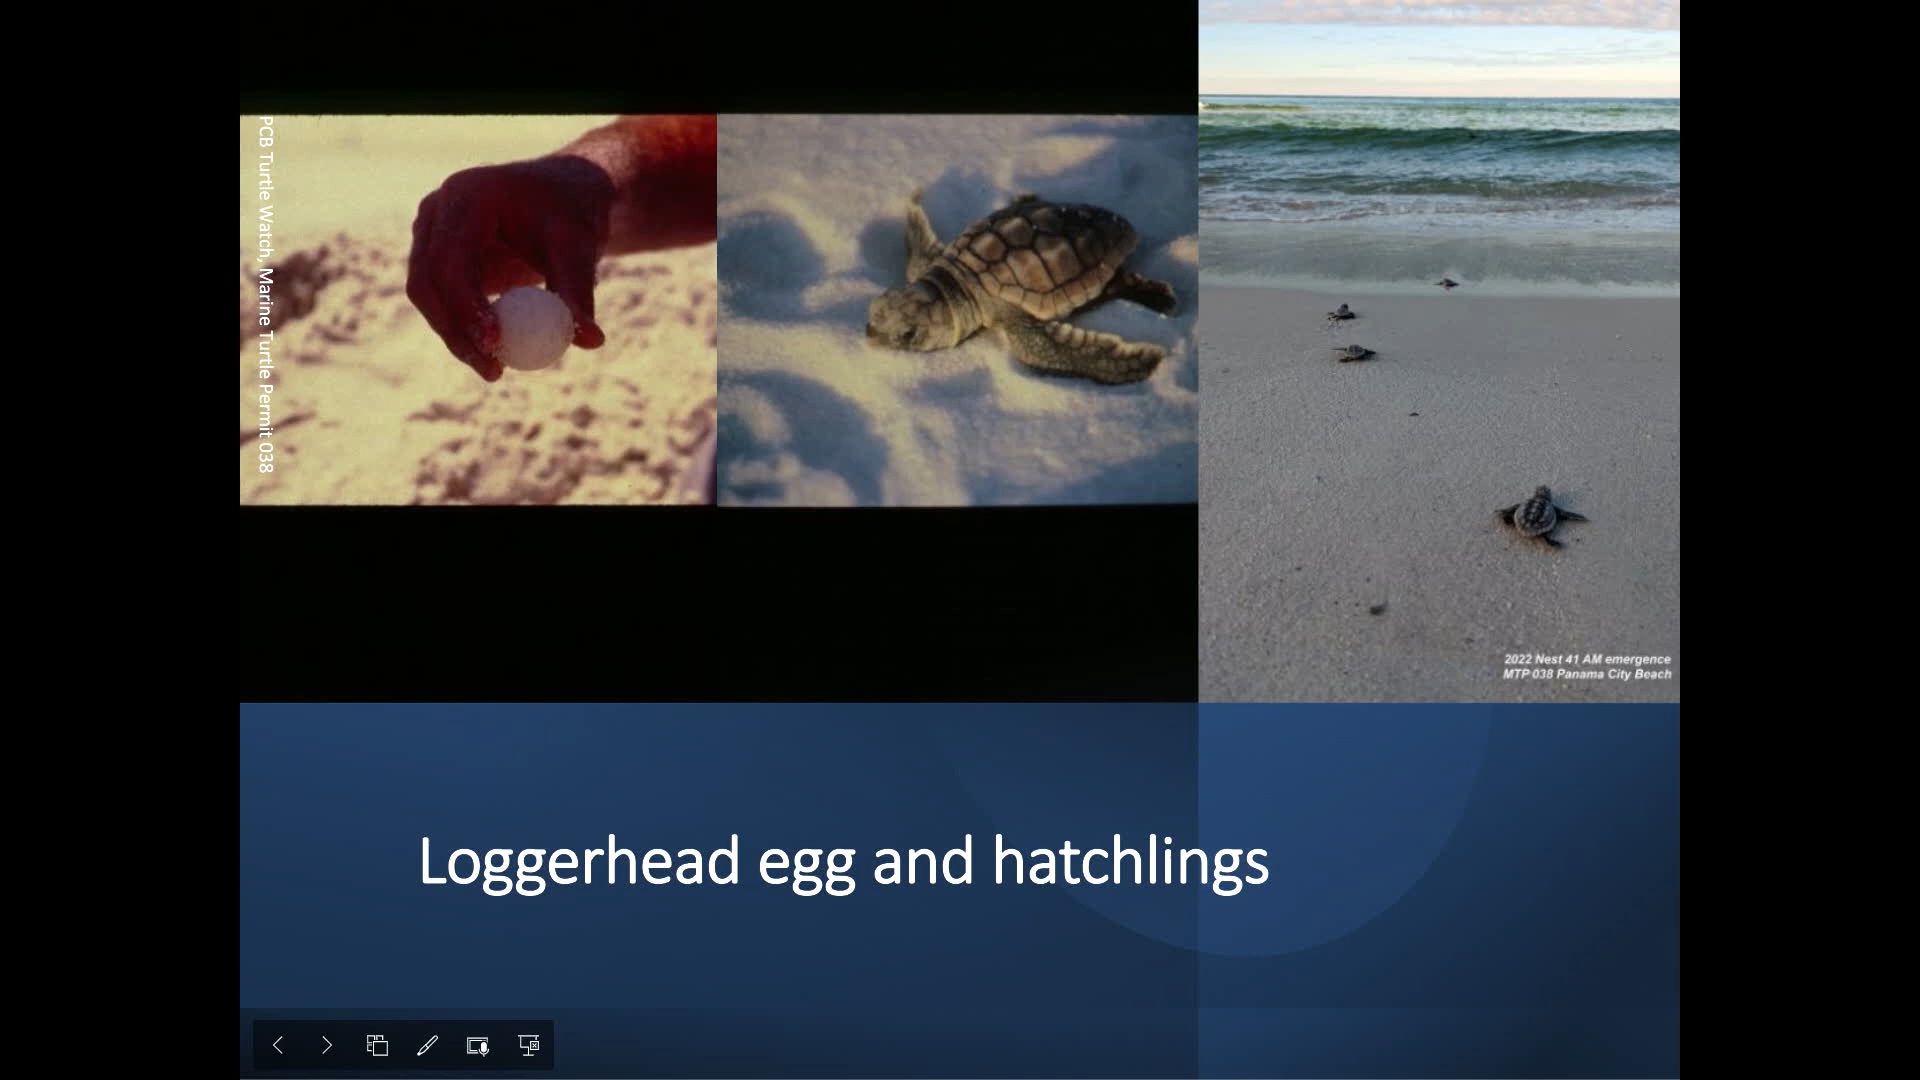 PCB Turtle Watch, Marine Turtle Permit 038
2022 Nest 41 AM emergence
MTP 038 Panama City Beach
Loggerhead egg and hatchlings